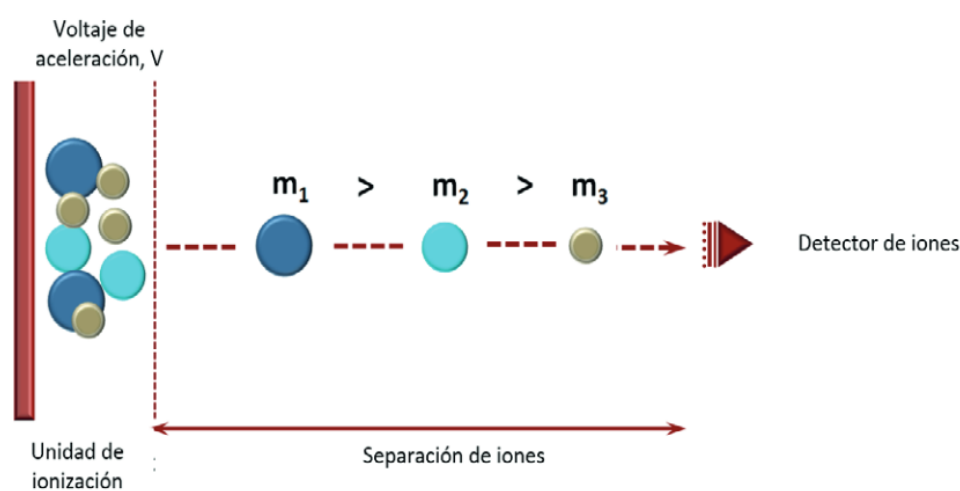 Voltaje de
aceleración, V
m₁ > m₂ > m₃
Detector de iones
Unidad de
ionización
Separación de iones